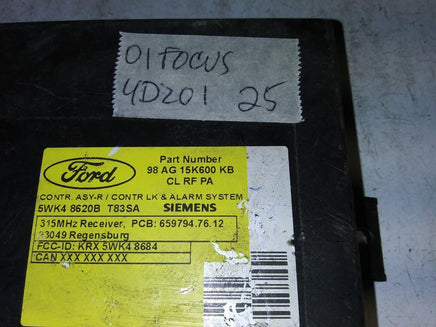 01 FOCUS
4D201 25
Ford
Part Number
98 AG 15K600 KB
CL RF PA
CONTR. ASY-R / CONTR LK & ALARM SYSTEM
5WK4 8620B T83SA SIEMENS
315MHz Receiver, PCB: 659794.76.12
93049 Regensburg
FCC-ID: KRX 5WK4 8684
CAN XXX XXX XXX